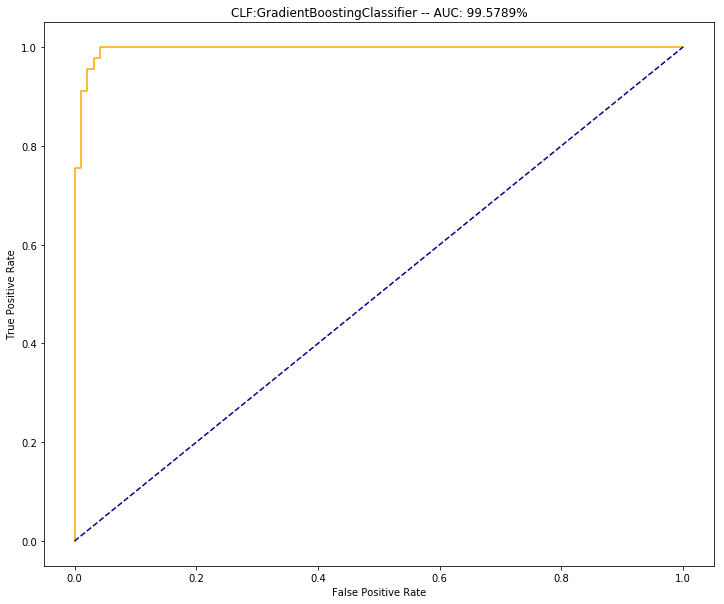 CLF:GradientBoostingClassifier -- AUC: 99.5789%
1.0
0.8
0.6
0.4
0.2
0.0
True Positive Rate
0.0 0.2 0.4 0.6 0.8 1.0
False Positive Rate